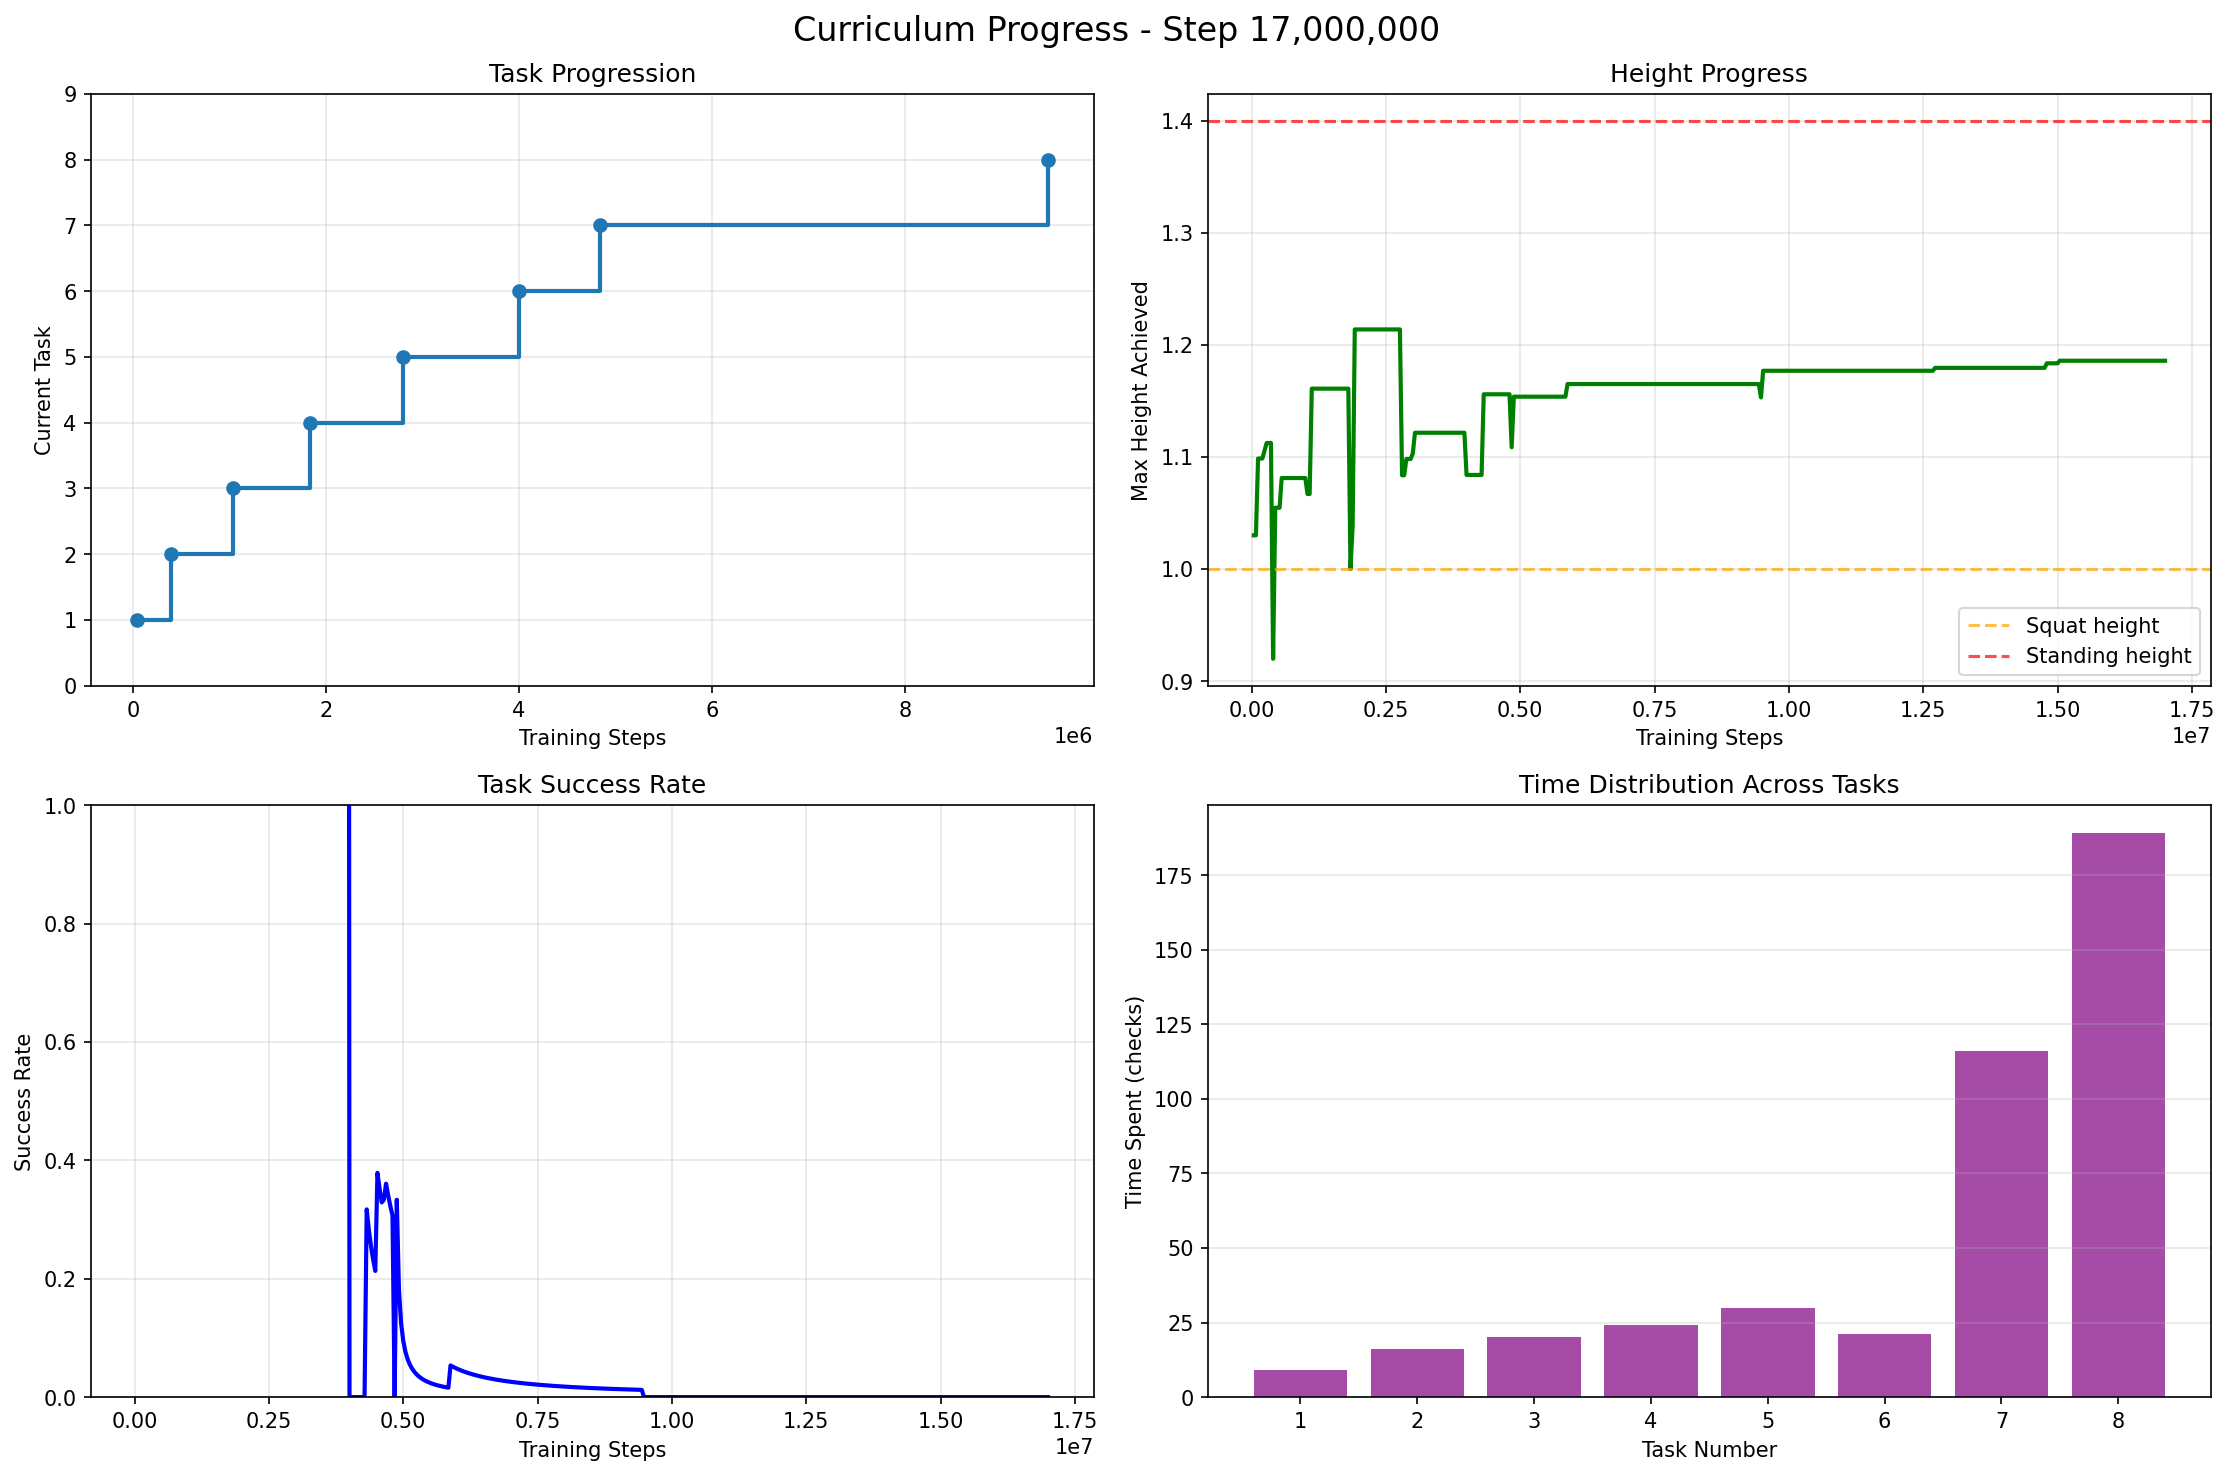 Curriculum Progress - Step 17,000,000
Task Progression
9
8
7
6
5
4
3
2
1
0
Current Task
0 2 4 6 8
Training Steps
1e6
Height Progress
1.4
1.3
1.2
1.1
1.0
0.9
Max Height Achieved
Squat height
Standing height
0.00 0.25 0.50 0.75 1.00 1.25 1.50 1.75
Training Steps
1e7
Task Success Rate
1.0
0.8
0.6
0.4
0.2
0.0
Success Rate
0.00 0.25 0.50 0.75 1.00 1.25 1.50 1.75
Training Steps
1e7
Time Distribution Across Tasks
175
150
125
100
75
50
25
0
Time Spent (checks)
1 2 3 4 5 6 7 8
Task Number